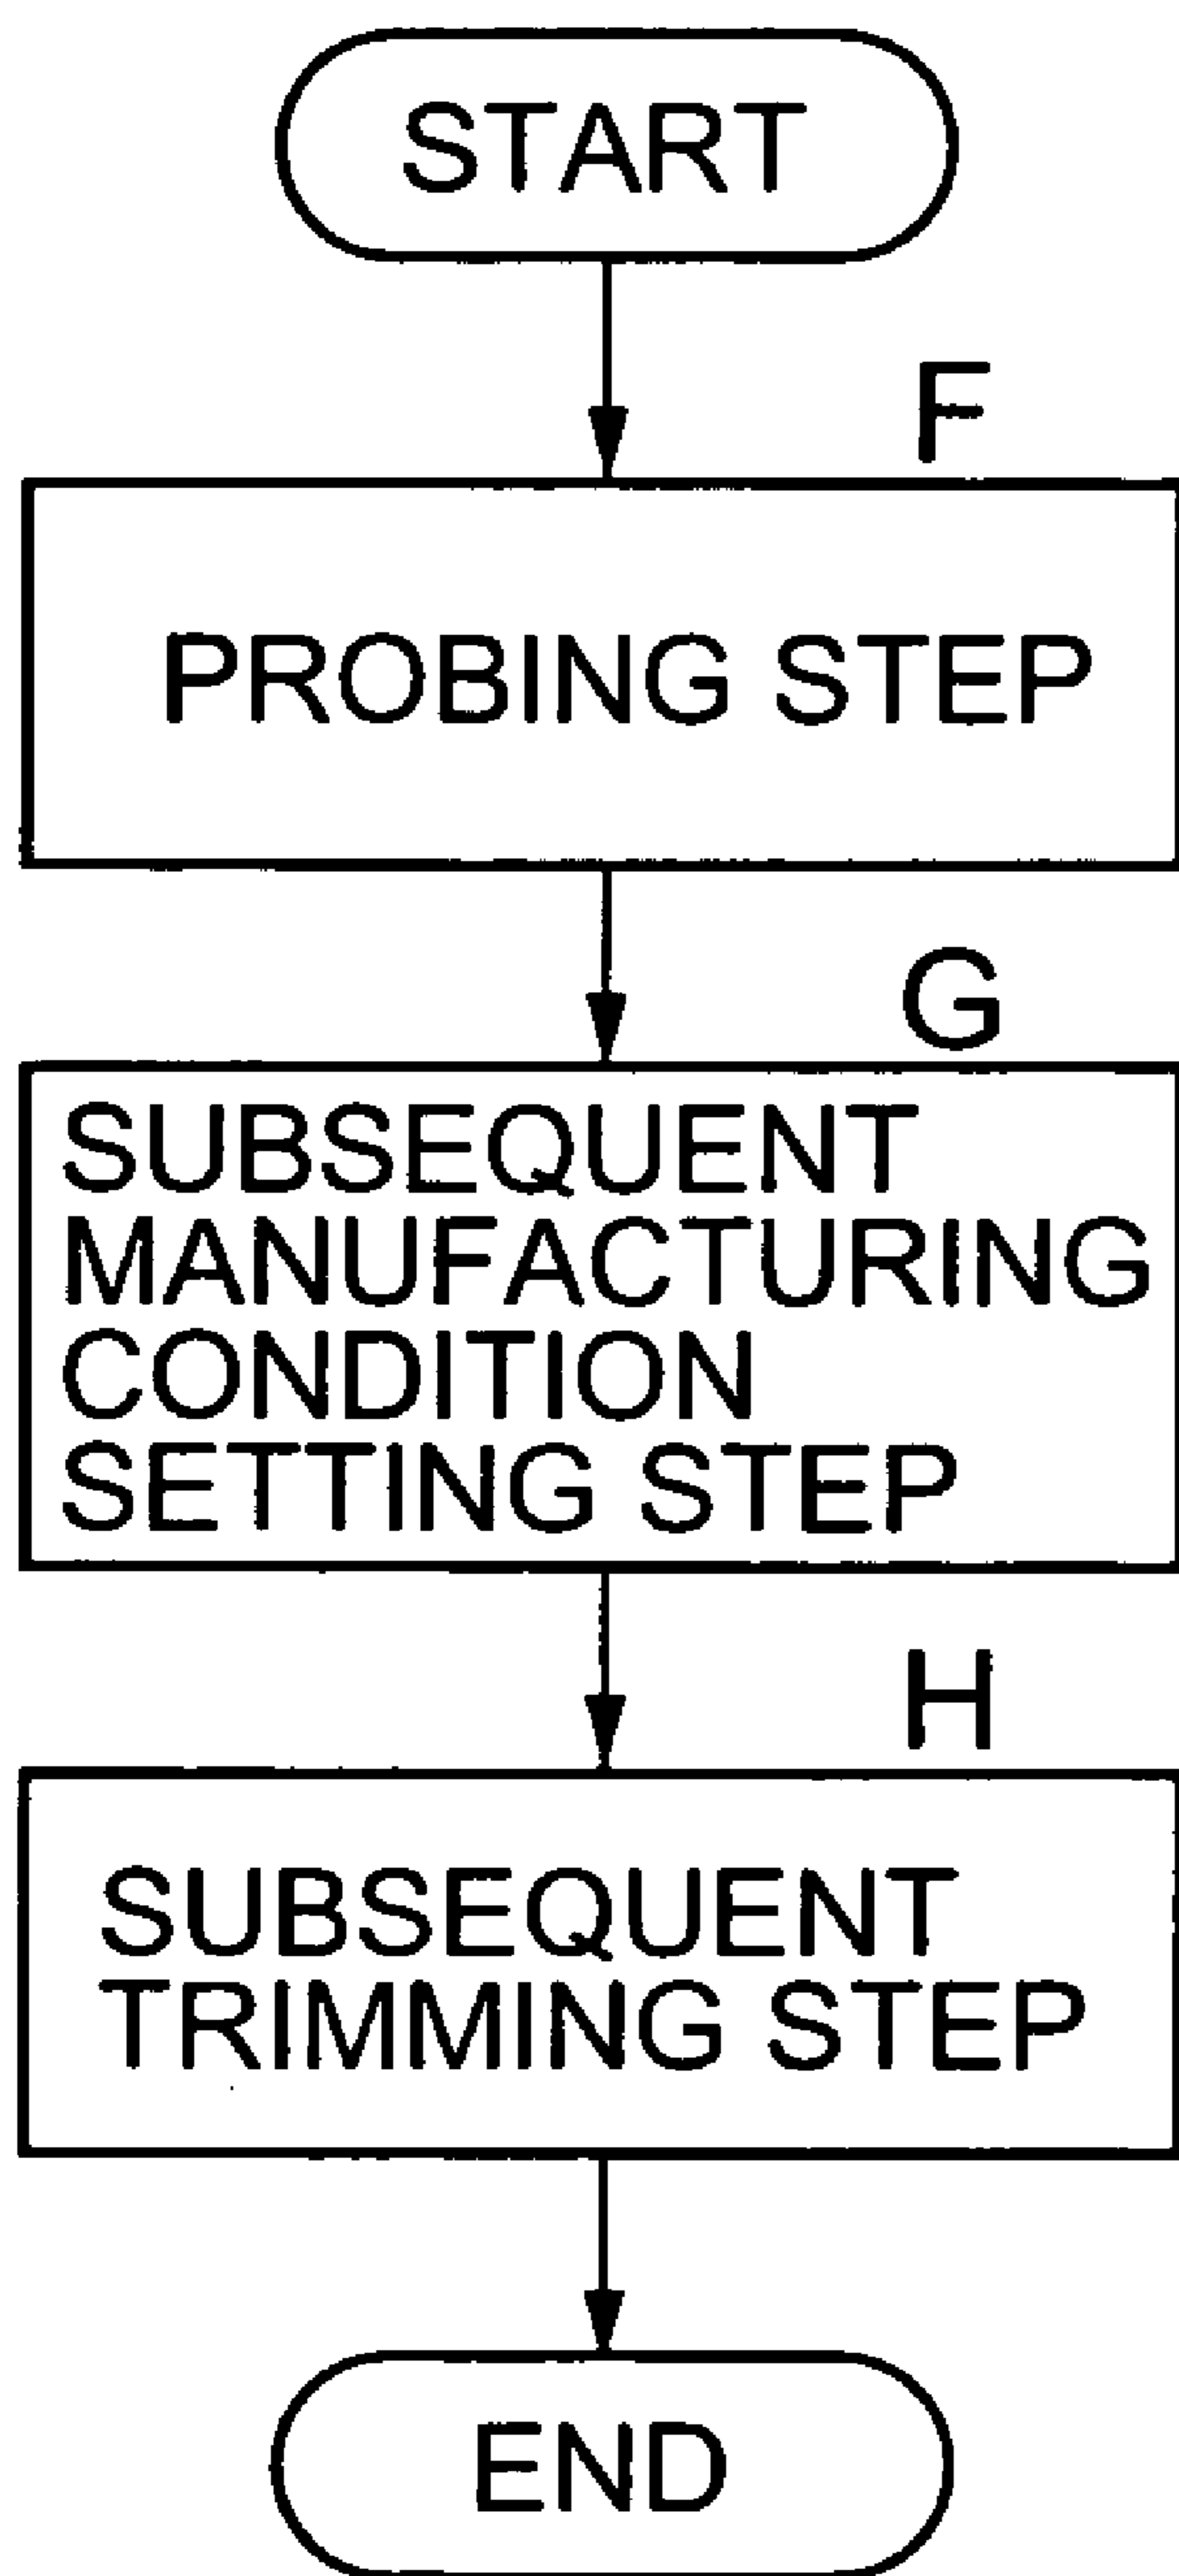 START
F
PROBING STEP
G
SUBSEQUENT
MANUFACTURING
CONDITION
SETTING STEP
H
SUBSEQUENT
TRIMMING STEP
END